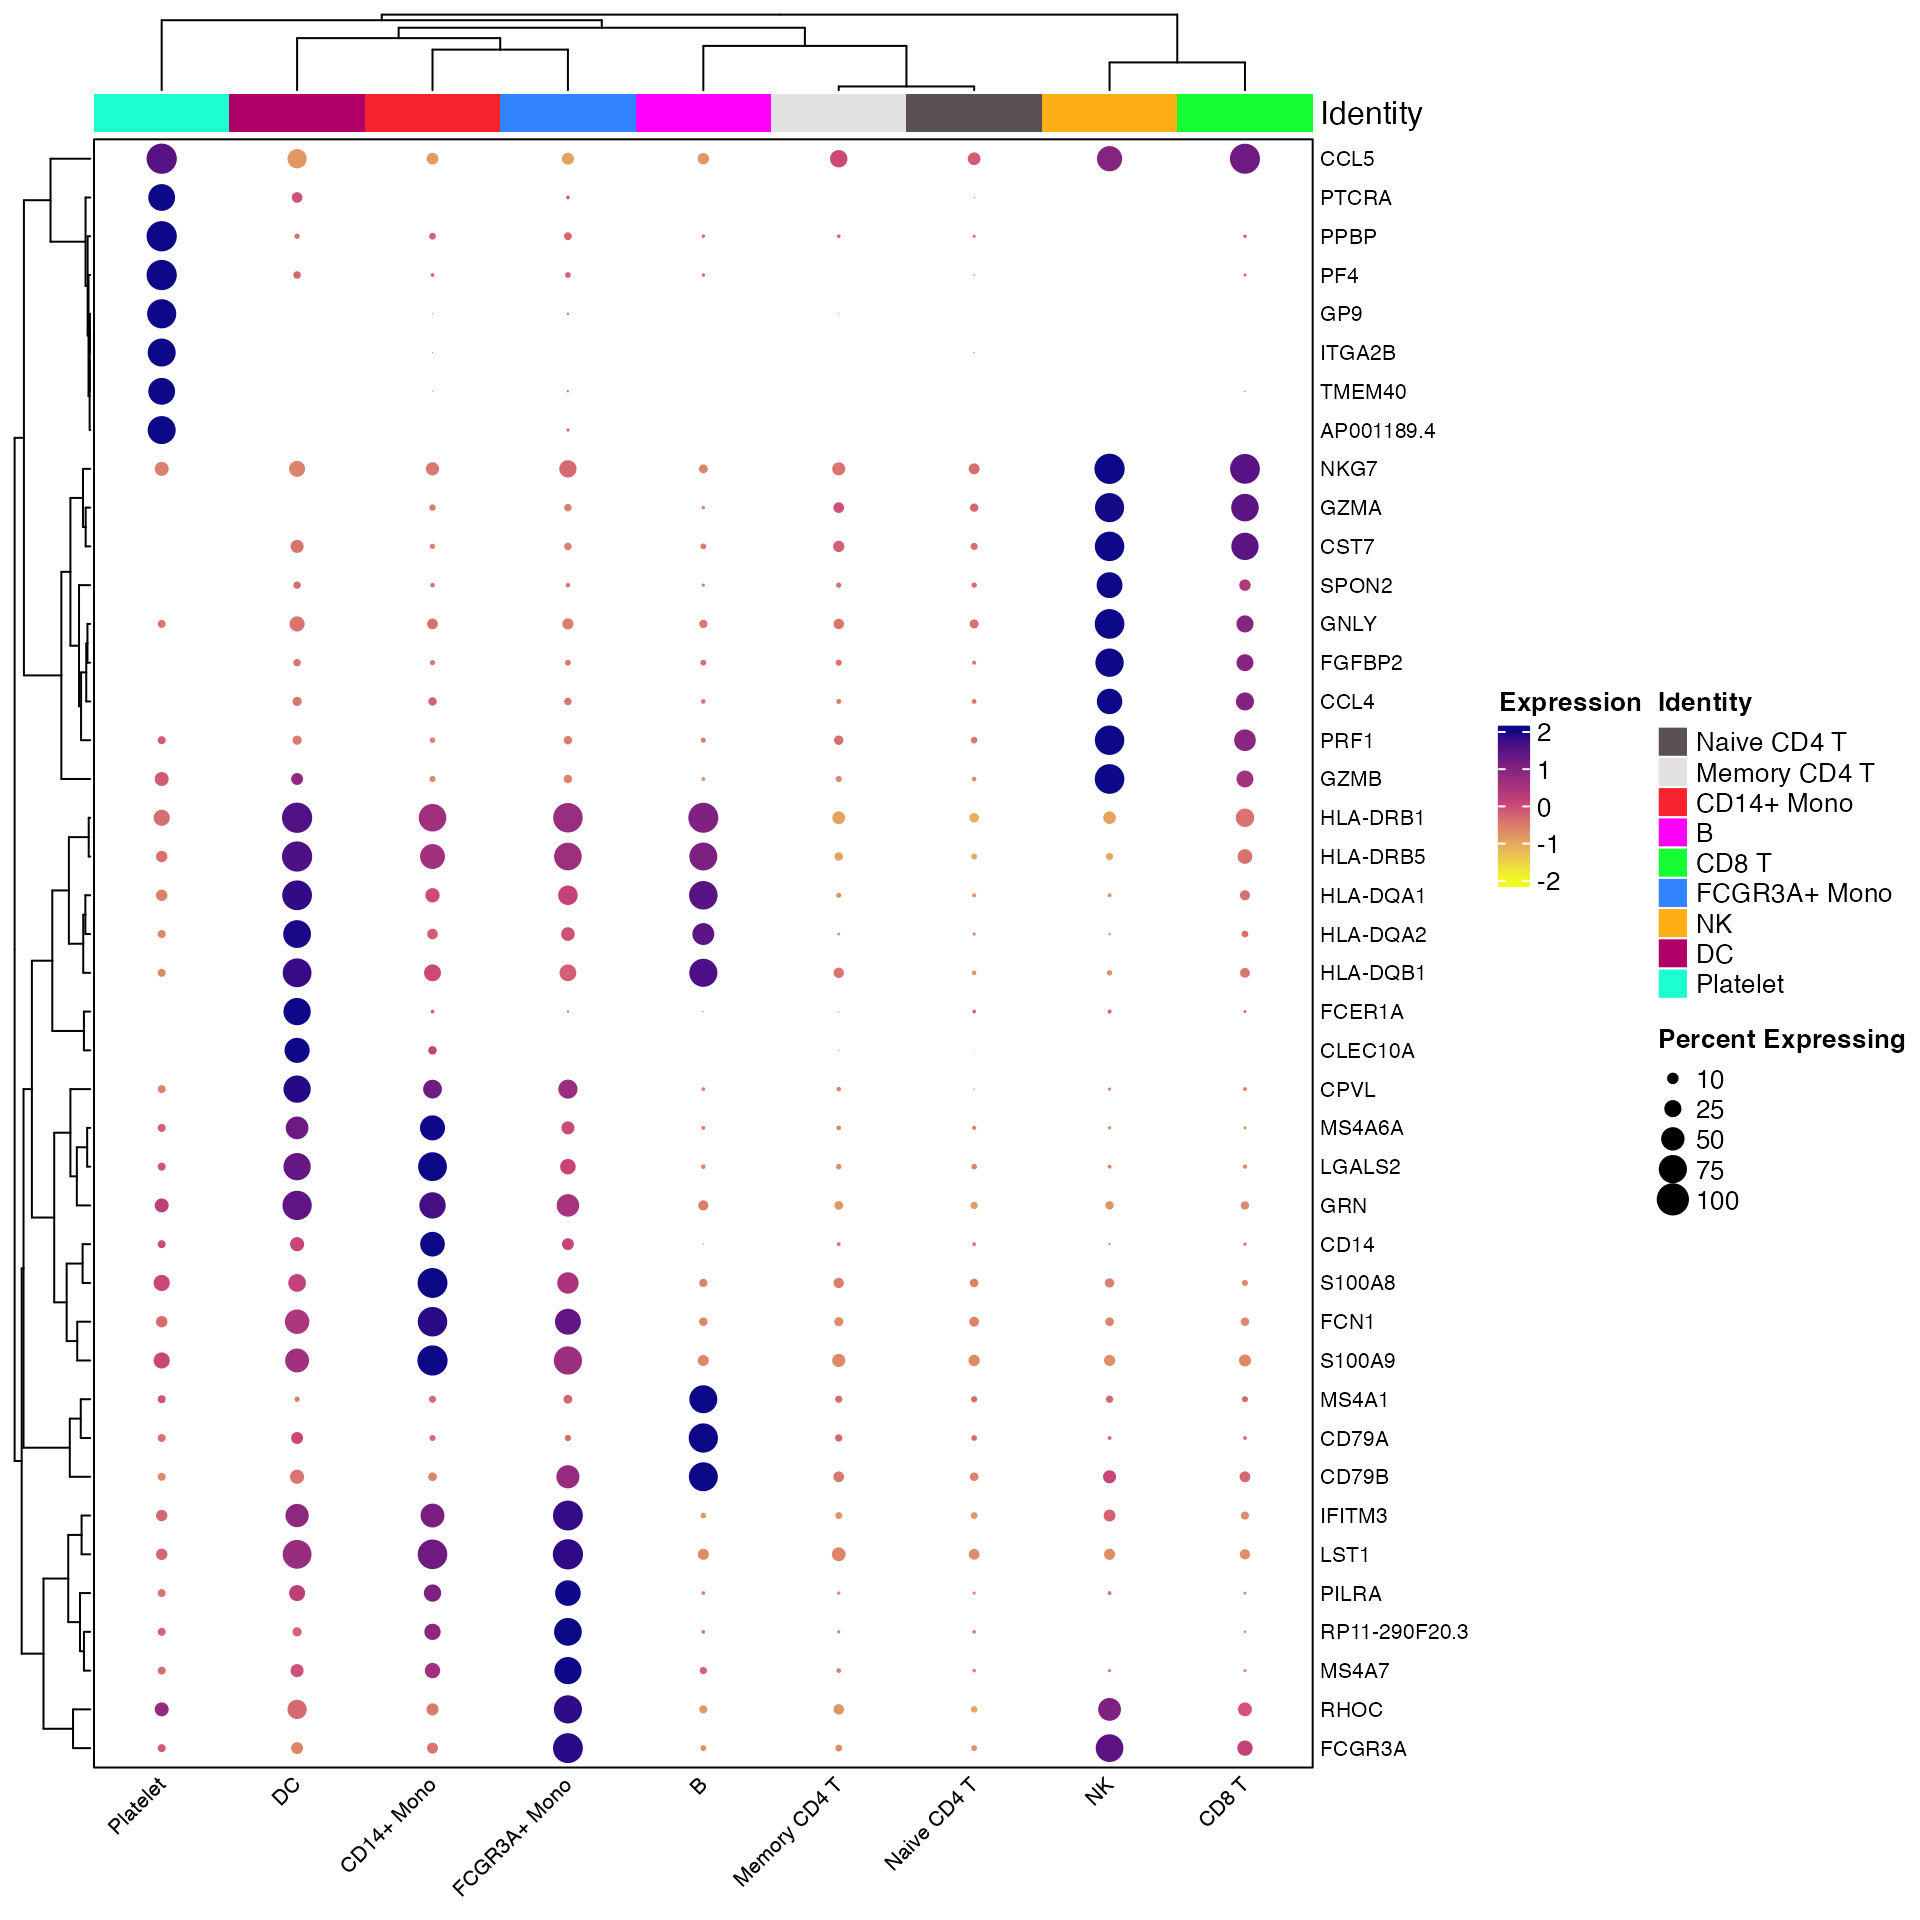 Identity
CCL5
PTCRA
PPBP
PF4
GP9
ITGA2B
TMEM40
AP001189.4
NKG7
GZMA
CST7
SPON2
GNLY
FGFBP2
CCL4
PRF1
GZMB
HLA-DRB1
HLA-DRB5
HLA-DQA1
HLA-DQA2
HLA-DQB1
FCER1A
CLEC10A
CPVL
MS4A6A
LGALS2
GRN
CD14
S100A8
FCN1
S100A9
MS4A1
CD79A
CD79B
IFITM3
LST1
PILRA
RP11-290F20.3
MS4A7
RHOC
FCGR3A
Platelet
DC
CD14+ Mono
FCGR3A+ Mono
B
Memory CD4 T
Naive CD4 T
NK
CD8 T
Expression
2
1
0
-1
-2
Identity
Naive CD4 T
Memory CD4 T
CD14+ Mono
B
CD8 T
FCGR3A+ Mono
NK
DC
Platelet
Percent Expressing
10
25
50
75
100